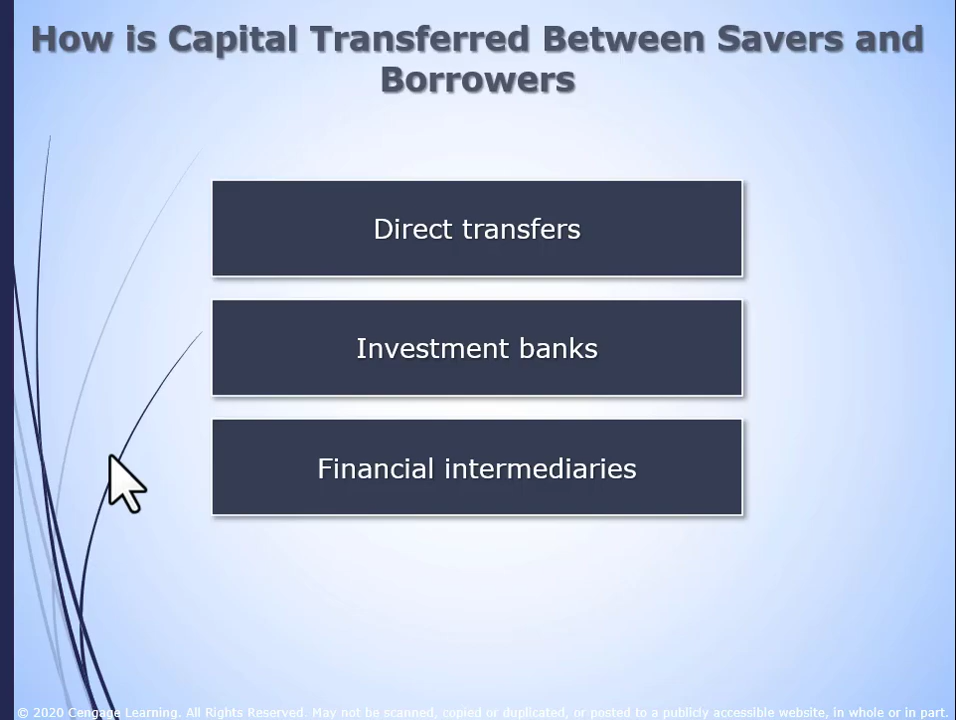 How is Capital Transferred Between Savers and
Borrowers
Direct transfers
Investment banks
Financial intermediaries
© 2020 Cengage Learning. All Rights Reserved. May not be scanned, copied or duplicated, or posted to a publicly accessible website, in whole or in part.